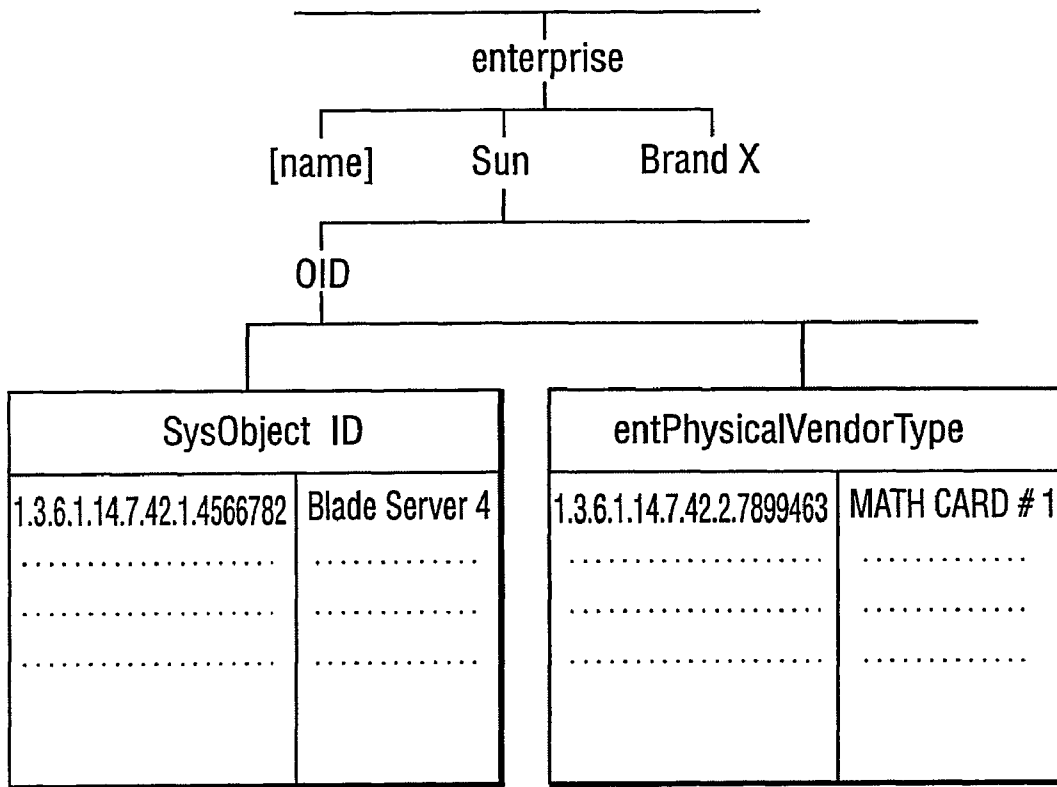 enterprise
[name] Sun Brand X
OID
SysObject ID
1.3.6.1.14.7.42.1.4566782 Blade Server 4
entPhysicalVendorType
1.3.6.1.14.7.42.2.7899463 MATH CARD # 1